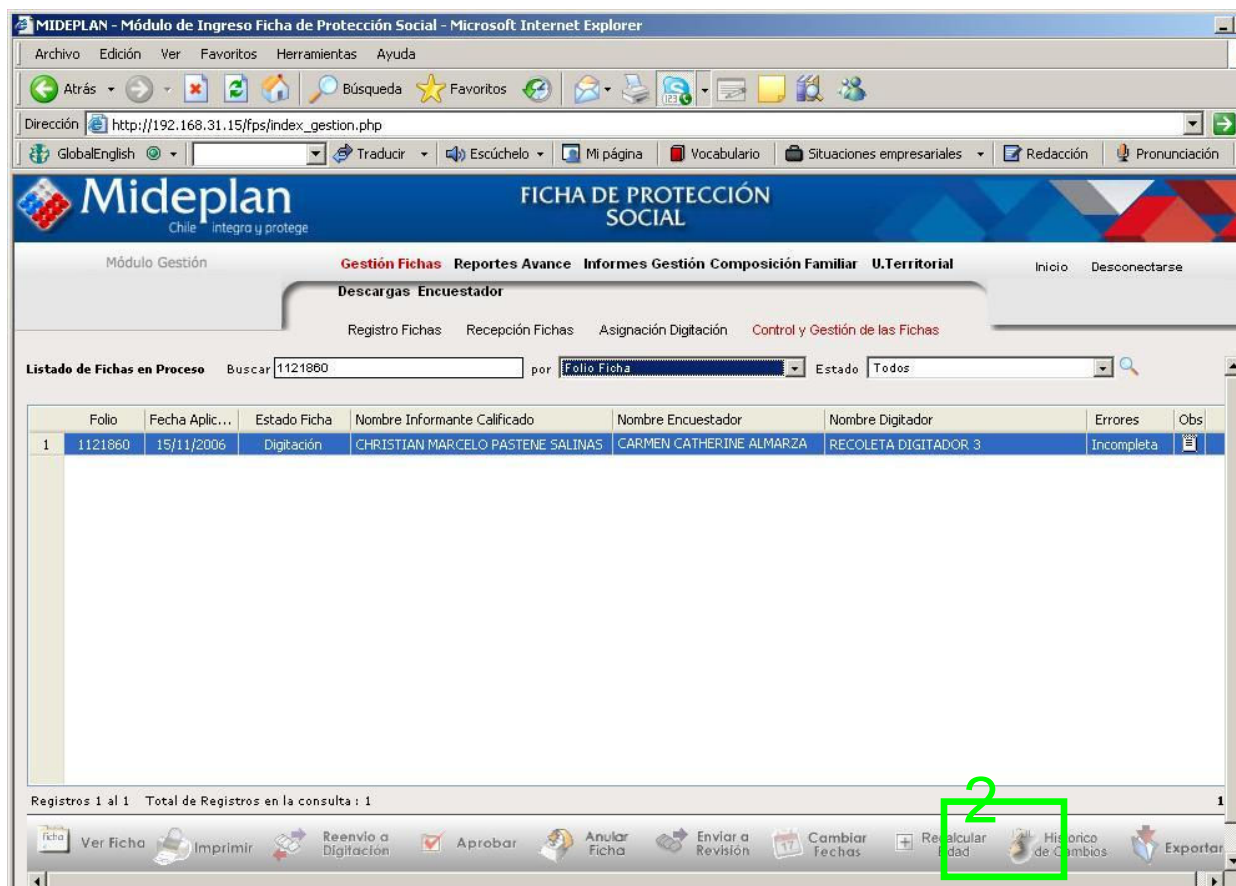 MIDEPLAN - Módulo de Ingreso Ficha de Protección Social - Microsoft Internet Explorer
Archivo Edición Ver Favoritos Herramientas Ayuda
Atrás Búsqueda Favoritos
Dirección http://192.168.31.15/fps/index_gestion.php
GlobalEnglish Traducir Escúchelo Mi página Vocabulario Situaciones empresariales Redacción Pronunciación
Mideplan
Chile integra y protege
FICHA DE PROTECCIÓN
SOCIAL
Módulo Gestión Gestión Fichas Reportes Avance Informes Gestión Composición Familiar U.Territorial Inicio Desconectarse
Descargas Encuestador
Registro Fichas Recepción Fichas Asignación Digitación Control y Gestión de las Fichas
Listado de Fichas en Proceso Buscar 1121860 por Folio Ficha Estado Todos
Folio Fecha Aplic... Estado Ficha Nombre Informante Calificado Nombre Encuestador Nombre Digitador Errores Obs
1 1121860 15/11/2006 Digitación CHRISTIAN MARCELO PASTENE SALINAS CARMEN CATHERINE ALMARZA RECOLETA DIGITADOR 3 Incompleta
Registros 1 al 1 Total de Registros en la consulta : 1 1
2
Ver Ficha Imprimir Reenvío a Digitación Aprobar Anular Ficha Enviar a Revisión Cambiar Fechas Recalcular Edad Historico de Cambios Exportar